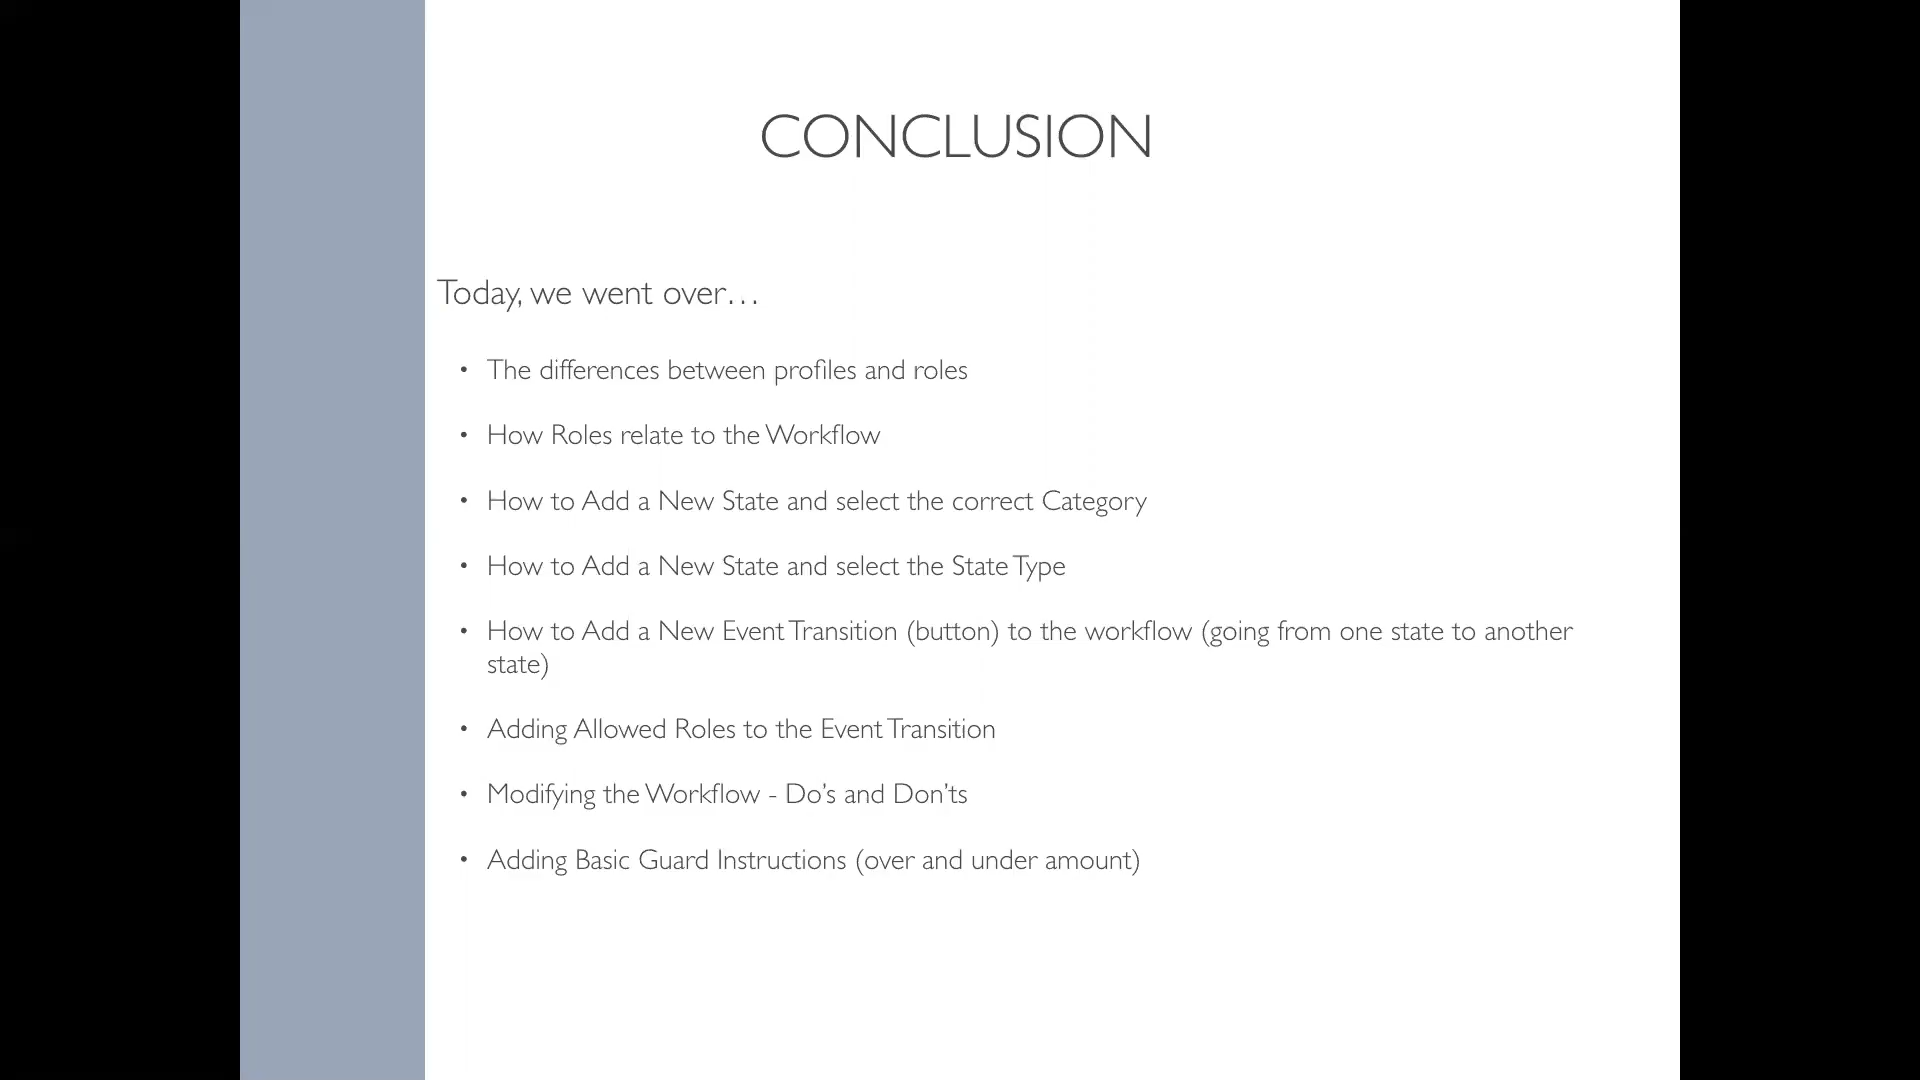 CONCLUSION
Today, we went over…
• The differences between profiles and roles
• How Roles relate to the Workflow
• How to Add a New State and select the correct Category
• How to Add a New State and select the State Type
• How to Add a New Event Transition (button) to the workflow (going from one state to another
state)
• Adding Allowed Roles to the Event Transition
• Modifying the Workflow - Do’s and Don’ts
• Adding Basic Guard Instructions (over and under amount)